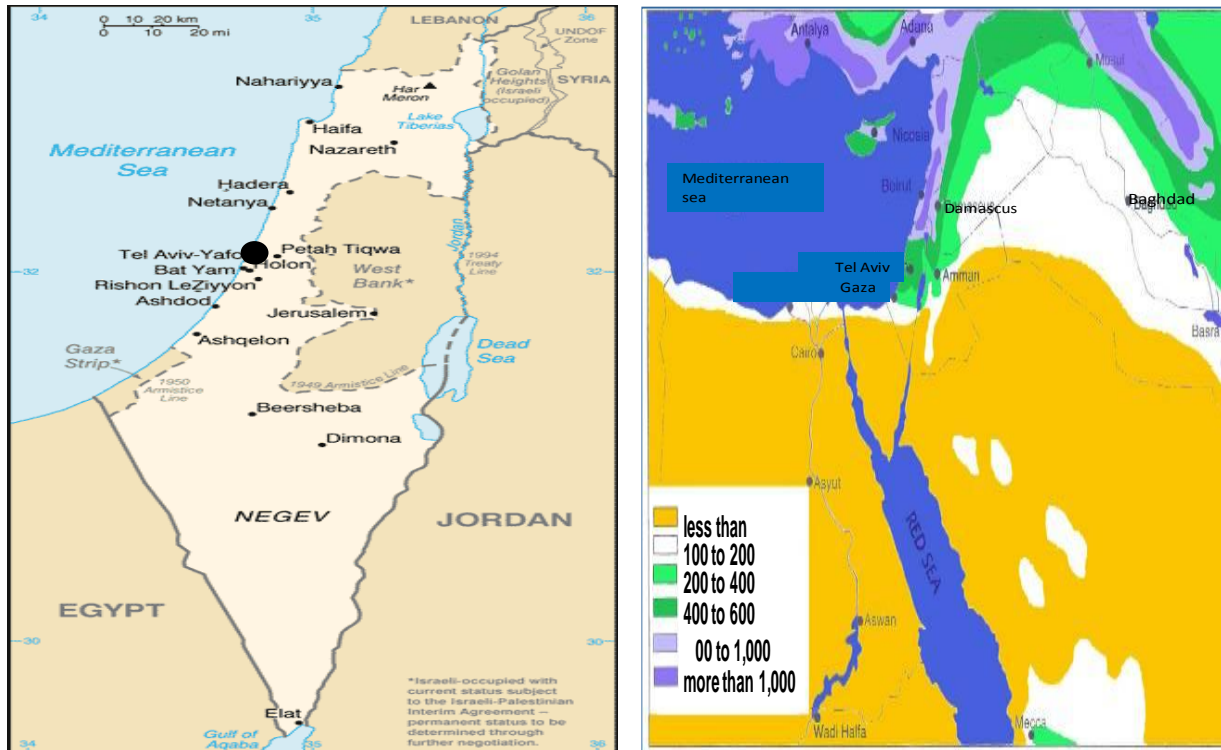 34
0 10 20 km
0 10 20 mi
35
LEBANON
36
33
UNDOF
Zone
Nahariyya
Har
Meron
Golan
Heights
(Israeli
occupied)
SYRIA
Lake
Tiberias
Haifa
Nazareth
Mediterranean
Sea
Ḥadera
Netanya
Jordan
1994
Treaty
Line
Tel Aviv-Yafo
Petaḥ Tiqwa
Bat Yam
Holon
32
32
West
Bank*
Rishon LeẔiyyon
Ashdod
Jerusalem
Ashqelon
Dead
Sea
Gaza
Strip*
1950
Armistice
Line
1949 Armistice Line
Beersheba
Dimona
NEGEV
JORDAN
EGYPT
30
30
*Israeli-occupied with
current status subject
to the Israeli-Palestinian
Interim Agreement –
permanent status to be
determined through
further negotiation.
Elat
Gulf of
Aqaba
34
35
36
Antalya
Adana
Mosul
Nicosia
Mediterranean
sea
Beirut
Damascus
Baghdad
Tel Aviv
Gaza
Amman
Basra
Cairo
Asyut
RED SEA
less than
100 to 200
200 to 400
400 to 600
00 to 1,000
more than 1,000
Aswan
Wadi Halfa
Mecca